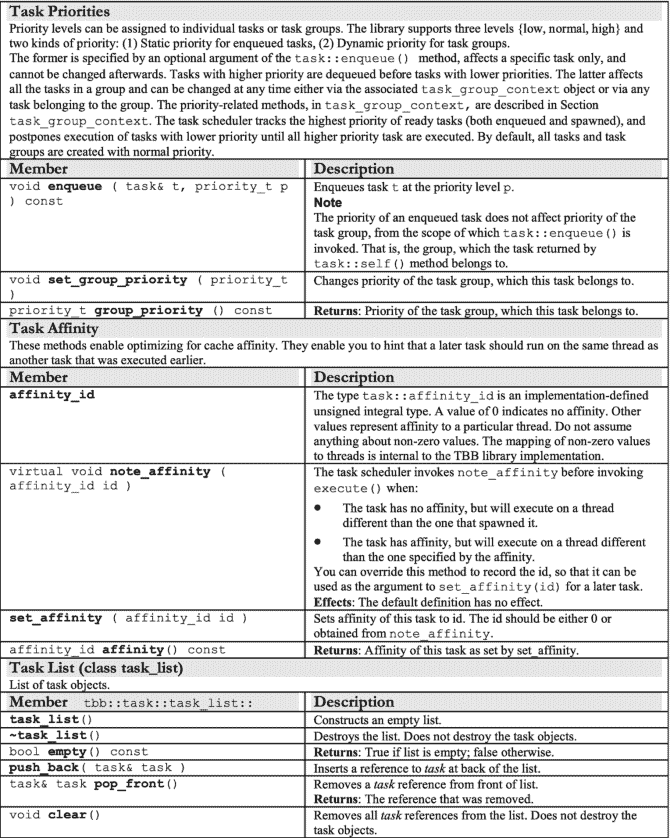 Task Priorities
Priority levels can be assigned to individual tasks or task groups. The library supports three levels {low, normal, high} and
two kinds of priority: (1) Static priority for enqueued tasks, (2) Dynamic priority for task groups.
The former is specified by an optional argument of the task::enqueue() method, affects a specific task only, and
cannot be changed afterwards. Tasks with higher priority are dequeued before tasks with lower priorities. The latter affects
all the tasks in a group and can be changed at any time either via the associated task_group_context object or via any
task belonging to the group. The priority-related methods, in task_group_context, are described in Section
task_group_context. The task scheduler tracks the highest priority of ready tasks (both enqueued and spawned), and
postpones execution of tasks with lower priority until all higher priority task are executed. By default, all tasks and task
groups are created with normal priority.
Member Description
void enqueue ( task& t, priority_t p
) const
Enqueues task t at the priority level p.
Note
The priority of an enqueued task does not affect priority of the
task group, from the scope of which task::enqueue() is
invoked. That is, the group, which the task returned by
task::self() method belongs to.
void set_group_priority ( priority_t
)
Changes priority of the task group, which this task belongs to.
priority_t group_priority () const
Returns: Priority of the task group, which this task belongs to.
Task Affinity
These methods enable optimizing for cache affinity. They enable you to hint that a later task should run on the same thread as
another task that was executed earlier.
Member Description
affinity_id
The type task::affinity_id is an implementation-defined
unsigned integral type. A value of 0 indicates no affinity. Other
values represent affinity to a particular thread. Do not assume
anything about non-zero values. The mapping of non-zero values
to threads is internal to the TBB library implementation.
virtual void note_affinity (
affinity_id id )
The task scheduler invokes note_affinity before invoking
execute() when:
• The task has no affinity, but will execute on a thread
different than the one that spawned it.
• The task has affinity, but will execute on a thread different
than the one specified by the affinity.
You can override this method to record the id, so that it can be
used as the argument to set_affinity(id) for a later task.
Effects: The default definition has no effect.
set_affinity ( affinity_id id )
Sets affinity of this task to id. The id should be either 0 or
obtained from note_affinity.
affinity_id affinity() const
Returns: Affinity of this task as set by set_affinity.
Task List (class task_list)
List of task objects.
Member tbb::task::task_list:: Description
task_list()
Constructs an empty list.
~task_list()
Destroys the list. Does not destroy the task objects.
bool empty() const
Returns: True if list is empty; false otherwise.
push_back( task& task )
Inserts a reference to task at back of the list.
task& task pop_front()
Removes a task reference from front of list.
Returns: The reference that was removed.
void clear()
Removes all task references from the list. Does not destroy the
task objects.